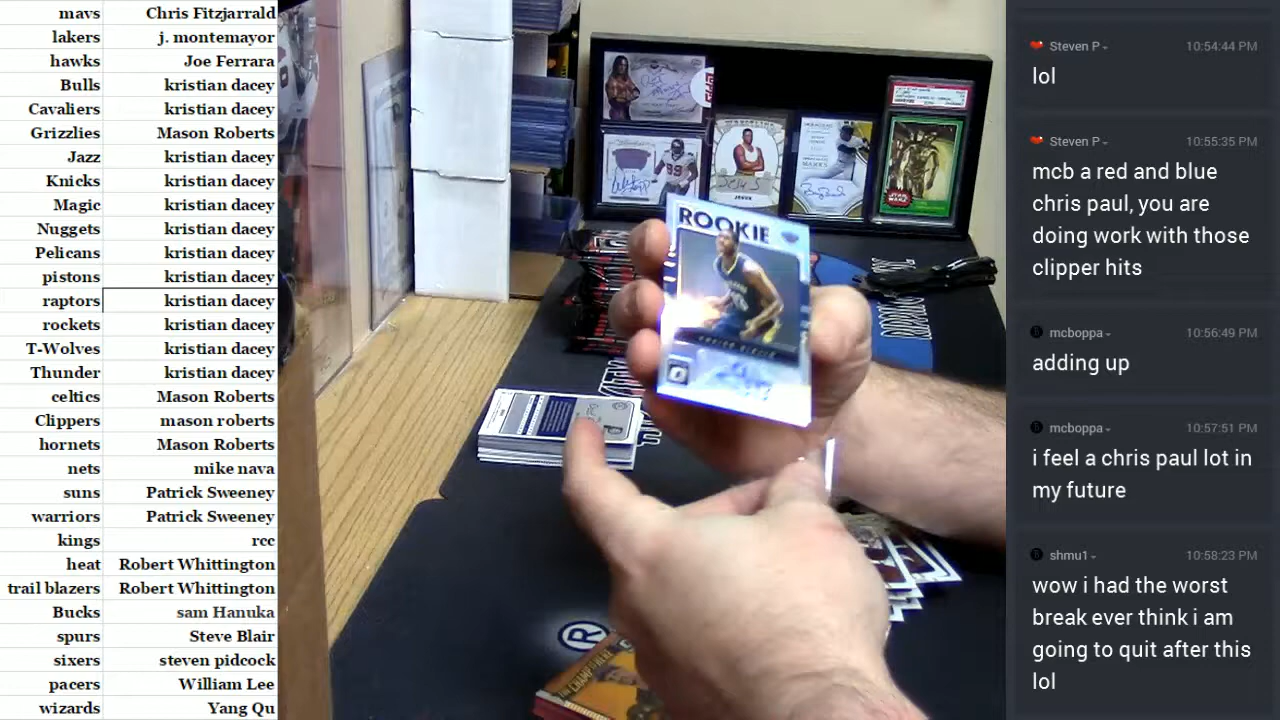 mavs Chris Fitzjarrald
lakers j. montemayor
hawks Joe Ferrara
Bulls kristian dacey
Cavaliers kristian dacey
Grizzlies Mason Roberts
Jazz kristian dacey
Knicks kristian dacey
Magic kristian dacey
Nuggets kristian dacey
Pelicans kristian dacey
pistons kristian dacey
raptors kristian dacey
rockets kristian dacey
T-Wolves kristian dacey
Thunder kristian dacey
celtics Mason Roberts
Clippers mason roberts
hornets Mason Roberts
nets mike nava
suns Patrick Sweeney
warriors Patrick Sweeney
kings rcc
heat Robert Whittington
trail blazers Robert Whittington
Bucks sam Hanuka
spurs Steve Blair
sixers steven pidcock
pacers William Lee
wizards Yang Qu
ROOKIE
STAR
WARS
®
Steven P 10:54:44 PM
lol
Steven P 10:55:35 PM
mcb a red and blue
chris paul, you are
doing work with those
clipper hits
mcboppa 10:56:49 PM
adding up
mcboppa 10:57:51 PM
i feel a chris paul lot in
my future
shmu1 10:58:23 PM
wow i had the worst
break ever think i am
going to quit after this
lol